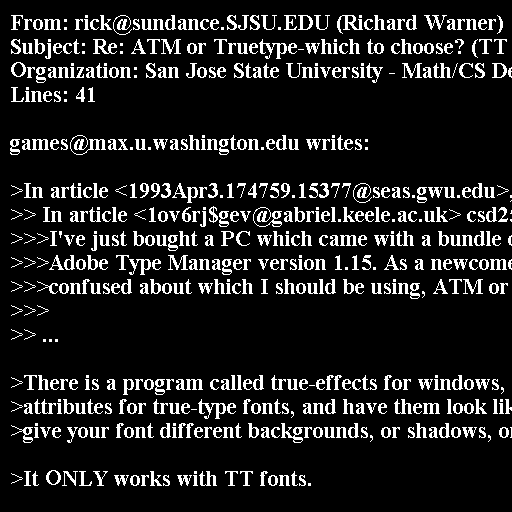 From: rick@sundance.SJSU.EDU (Richard Warner)
Subject: Re: ATM or Truetype-which to choose? (TT
Organization: San Jose State University - Math/CS De
Lines: 41
games@max.u.washington.edu writes:
>In article <1993Apr3.174759.15377@seas.gwu.edu>,
>> In article <1ov6rj$gev@gabriel.keele.ac.uk> csd25
>>>I've just bought a PC which came with a bundle o
>>>Adobe Type Manager version 1.15. As a newcome
>>>confused about which I should be using, ATM or
>>>
>> ...
>There is a program called true-effects for windows,
>attributes for true-type fonts, and have them look lik
>give your font different backgrounds, or shadows, or
>It ONLY works with TT fonts.